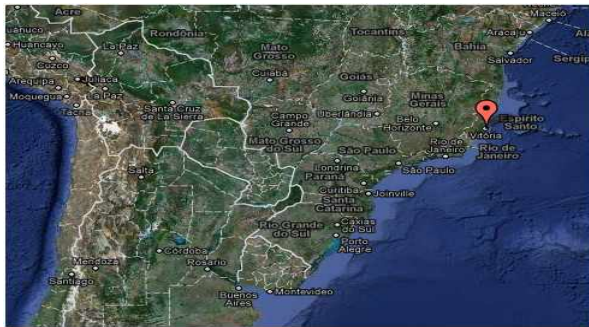 Acre
Maceió
Huancayo
La Paz
Rondônia
Tocantins
Aracaju
Mato
Grosso
Bahia
Sergip
Cuzco
Cuiabá
Salvador
Juliaca
Goiás
Arequipa
La Paz
Goiânia
Minas
Gerais
Moquegua
Santa Cruz
de La Sierra
Uberlândia
Tacna
Campo
Grande
Belo
Horizonte
Espírito
Santo
Vitória
Mato Grosso
do Sul
São Paulo
Rio de
Janeiro
Rio de
Janeiro
Londrina
São Paulo
Salta
Paraná
Curitiba
Joinville
Santa
Catarina
Rio Grande
do Sul
Caxias
do Sul
Porto
Alegre
Córdoba
Mendoza
Rosario
Santiago
Buenos
Aires
Montevideo